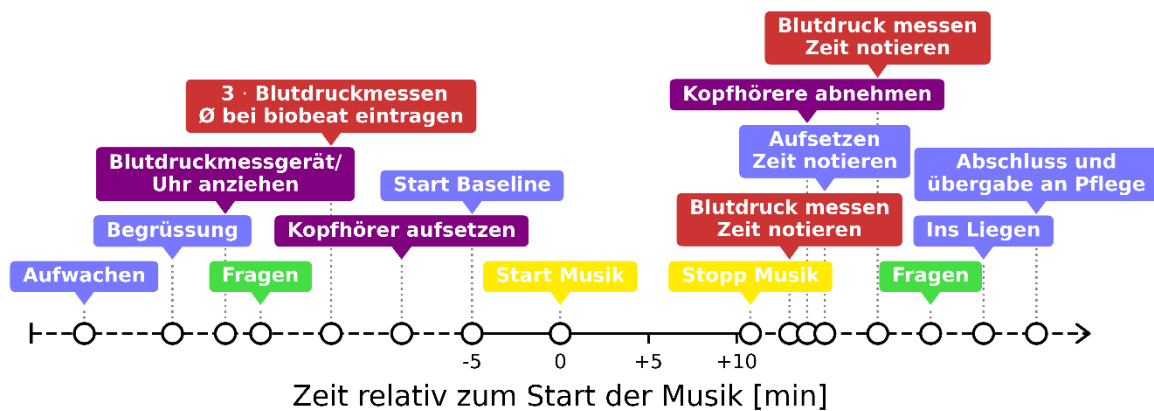 Blutdruck messen
Zeit notieren
3 · Blutdruckmessen
Ø bei biobeat eintragen
Kopfhörere abnehmen
Blutdruckmessgerät/
Uhr anziehen
Start Baseline
Aufsetzen
Zeit notieren
Abschluss und
übergabe an Pflege
Begrüssung
Kopfhörer aufsetzen
Blutdruck messen
Zeit notieren
Ins Liegen
Aufwachen
Fragen
Start Musik
Stopp Musik
Fragen
-5 0 +5 +10
Zeit relativ zum Start der Musik [min]